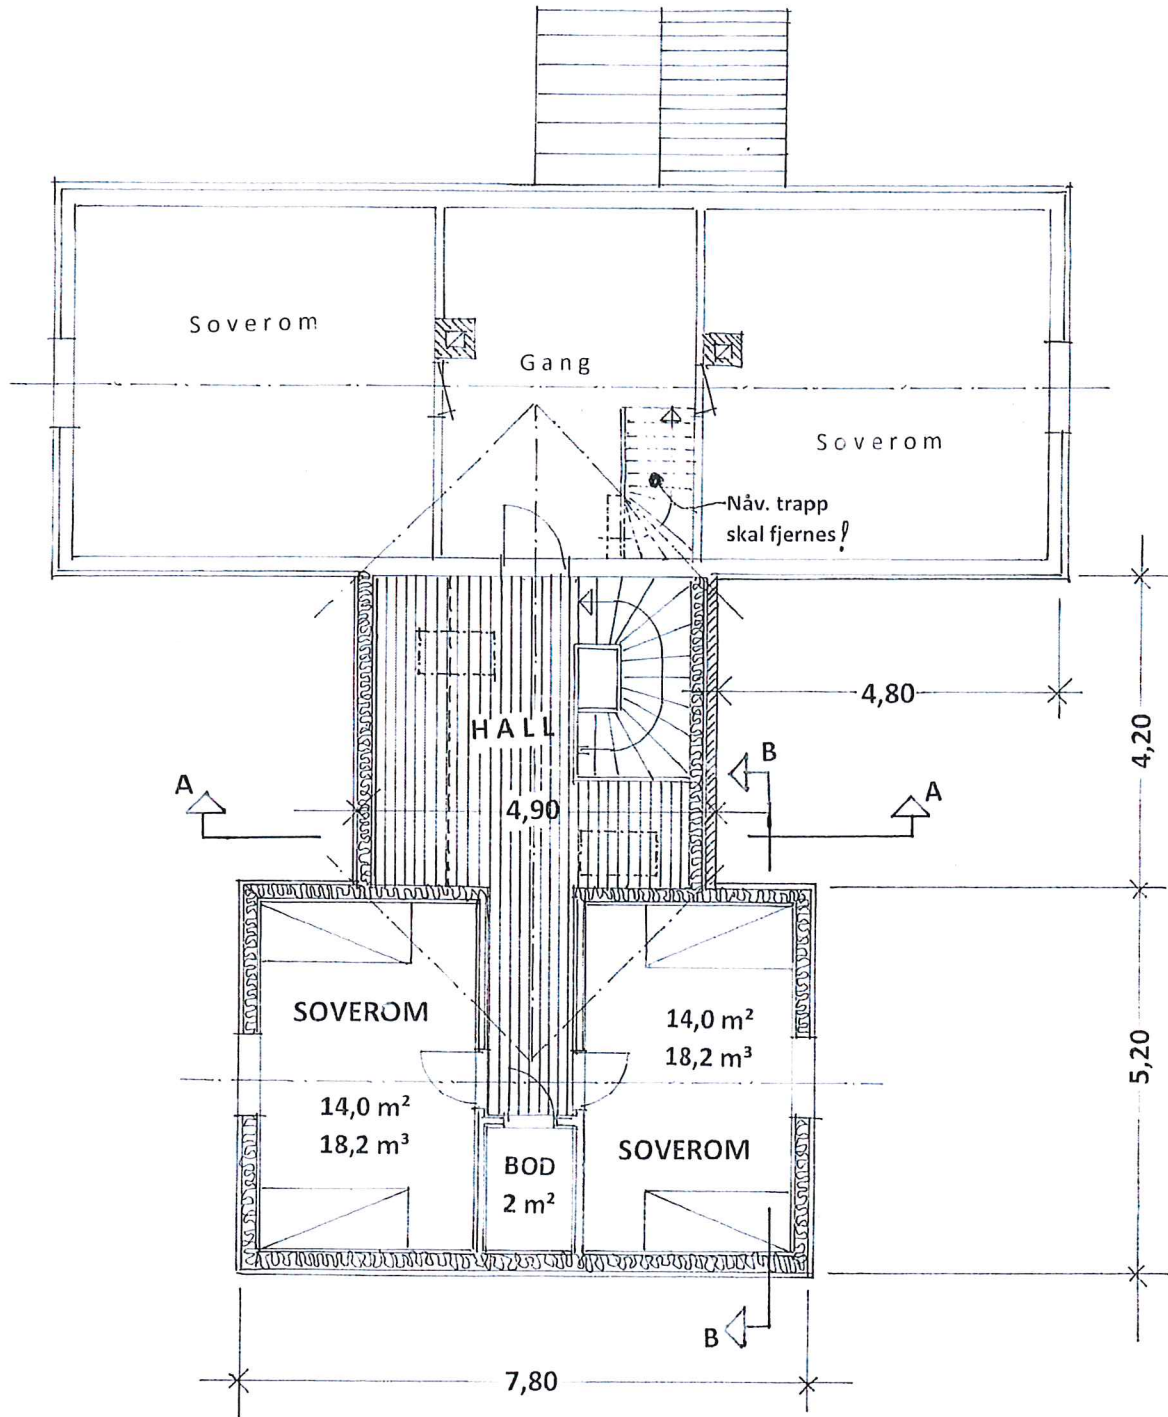 Soverom
Gang
Soverom
Nåv. trapp
skal fjernes!
4,80
4,20
HALL
B
A
4,90
A
SOVEROM
14,0 m²
18,2 m³
14,0 m²
18,2 m³
SOVEROM
BOD
2 m²
5,20
B
7,80